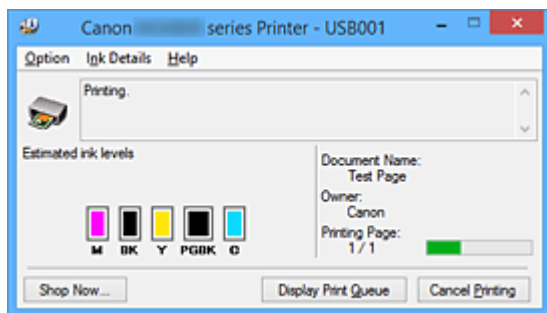 Canon series Printer - USB001
Option Ink Details Help
Printing.
Estimated ink levels
Document Name:
Test Page
Owner:
Canon
Printing Page:
1 / 1
M BK Y PGBK C
Shop Now... Display Print Queue Cancel Printing